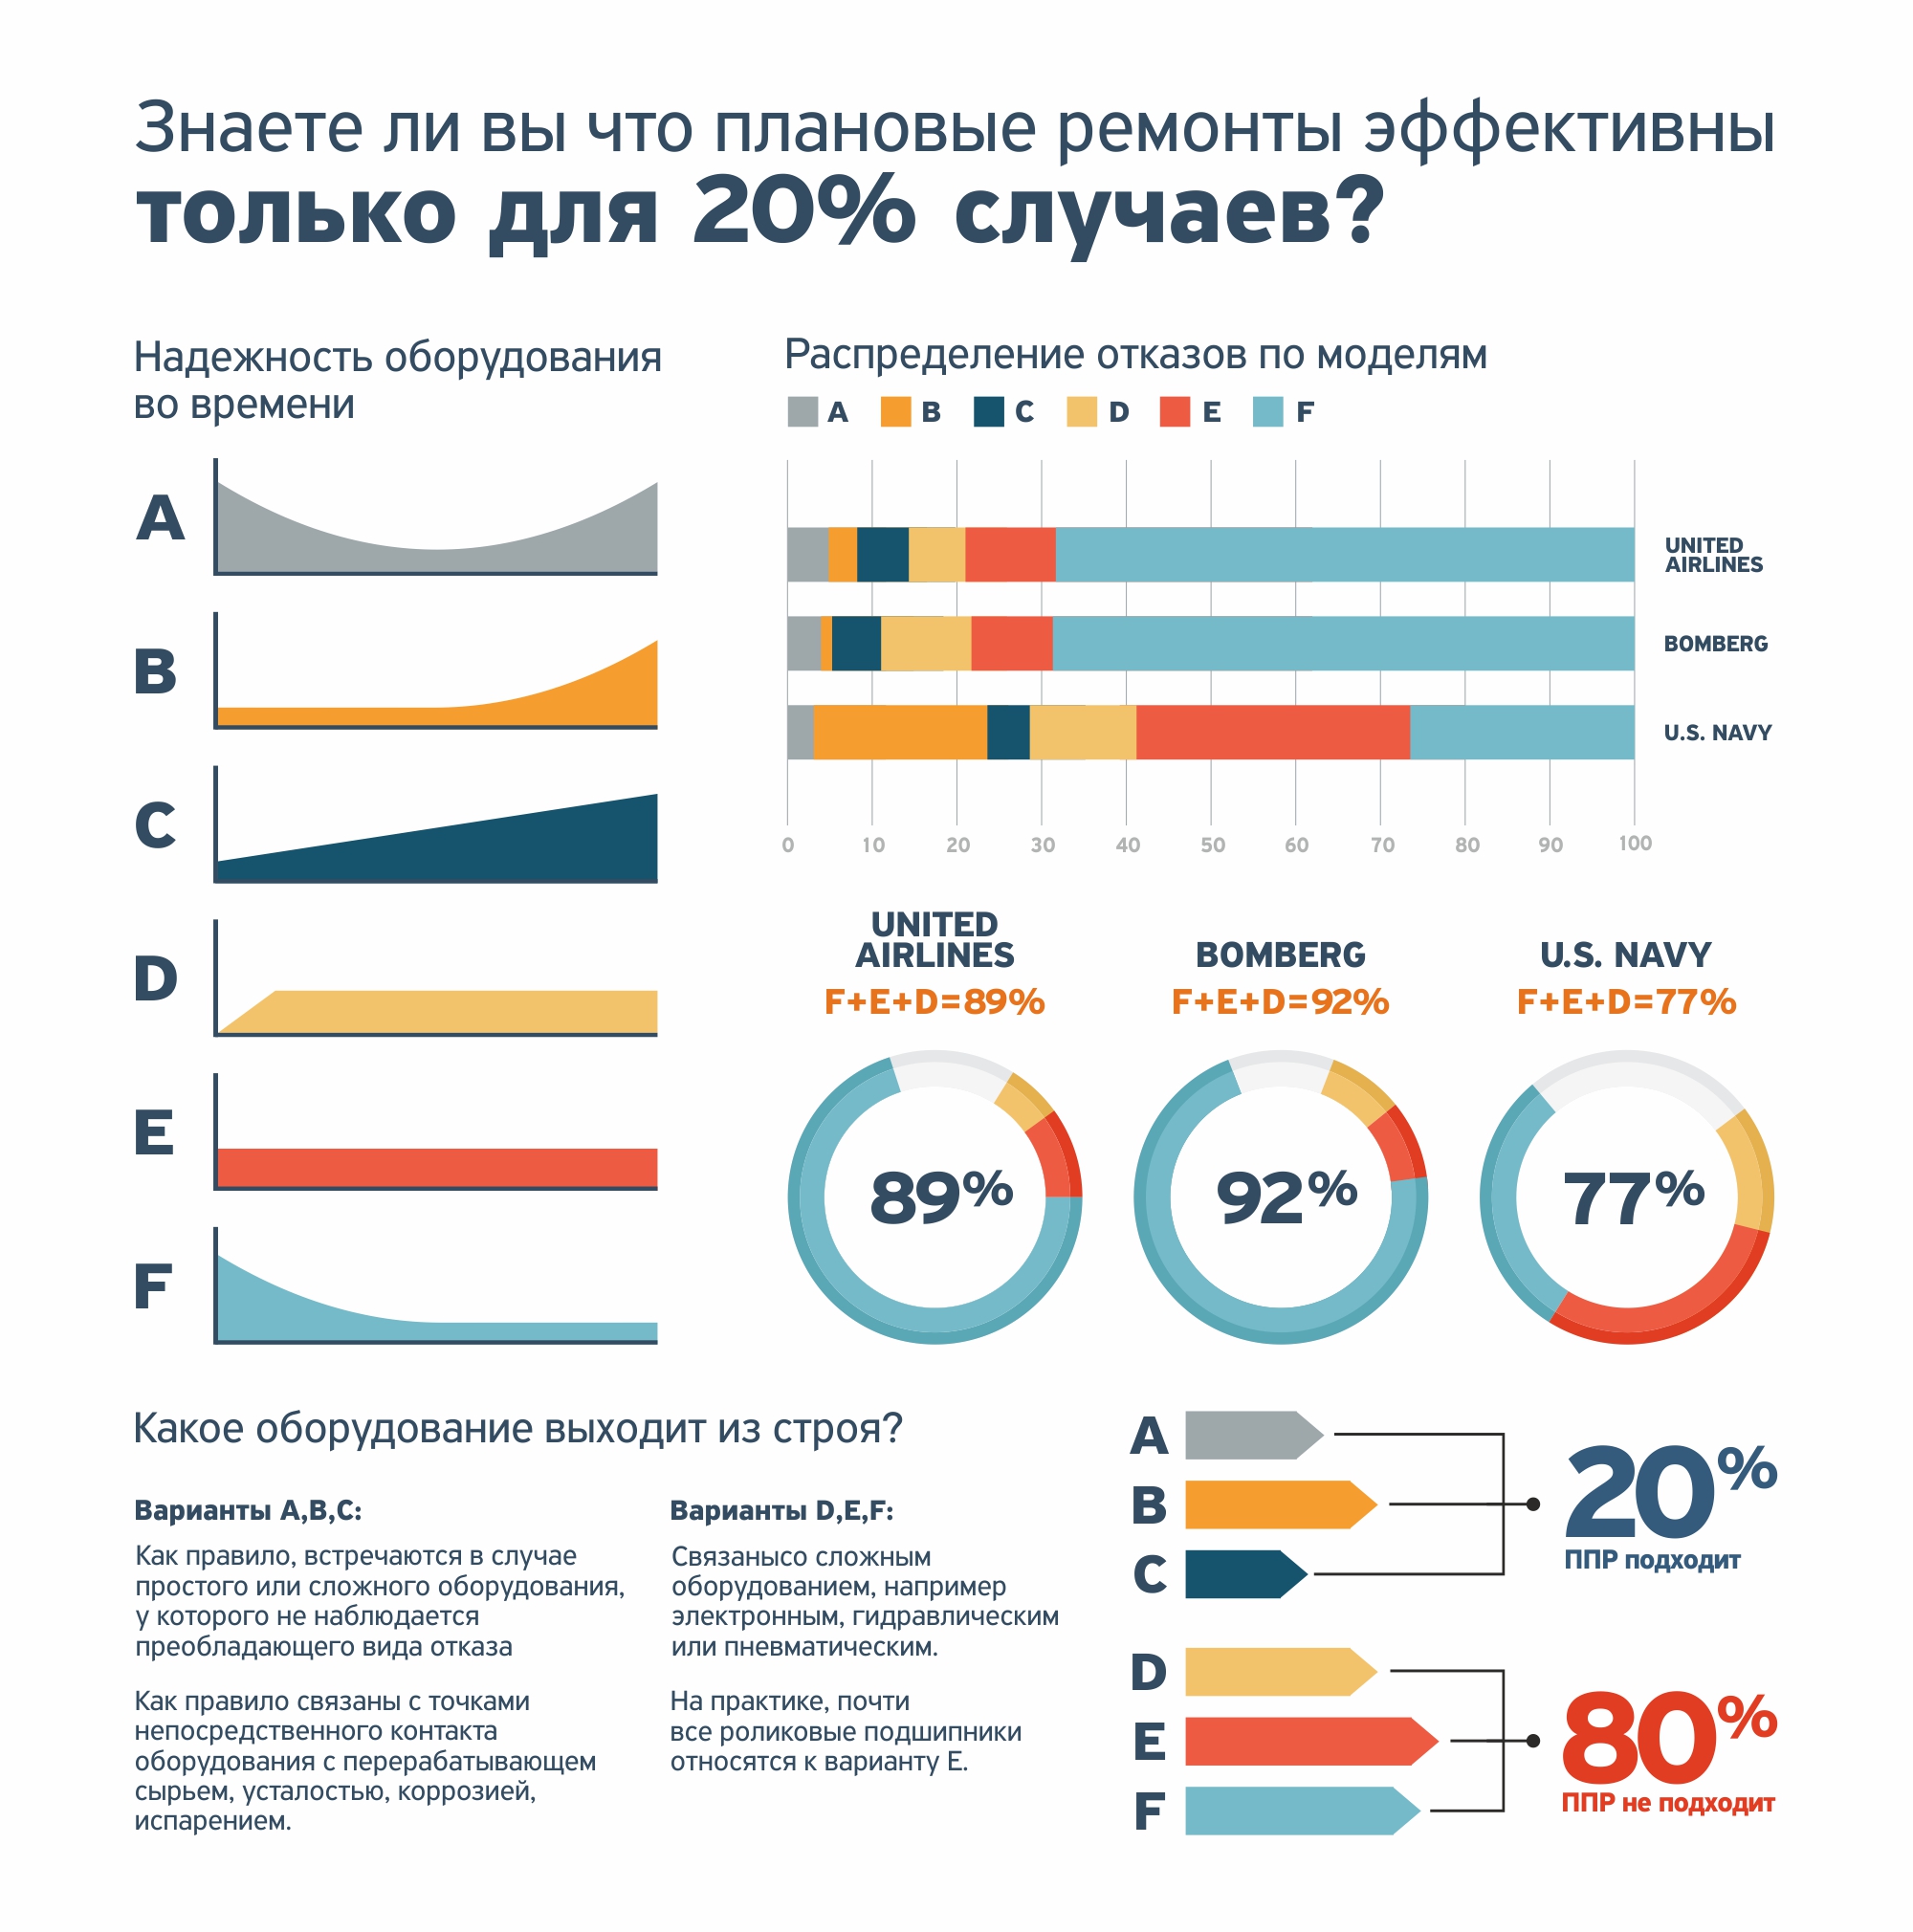 Знаете ли вы что плановые ремонты эффективны
только для 20% случаев?
Надежность оборудования
во времени
A
B
C
D
E
F
Распределение отказов по моделям
A B C D E F
UNITED
AIRLINES
BOMBERG
U.S. NAVY
0 10 20 30 40 50 60 70 80 90 100
UNITED
AIRLINES
F+E+D=89%
89%
BOMBERG
F+E+D=92%
92%
U.S. NAVY
F+E+D=77%
77%
Какое оборудование выходит из строя?
Варианты A,B,C:
Как правило, встречаются в случае
простого или сложного оборудования,
у которого не наблюдается
преобладающего вида отказа
Как правило связаны с точками
непосредственного контакта
оборудования с перерабатывающем
сырьем, усталостью, коррозией,
испарением.
Варианты D,E,F:
Связанысо сложным
оборудованием, например
электронным, гидравлическим
или пневматическим.
На практике, почти
все роликовые подшипники
относятся к варианту E.
A
B
C
20%
ППР подходит
D
E
F
80%
ППР не подходит